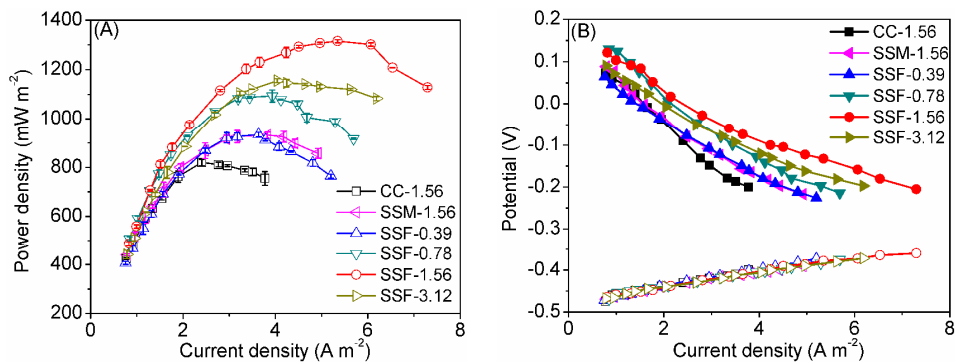 (A)
Power density (mW m⁻²)
1400
1200
1000
800
600
400
200
CC-1.56
SSM-1.56
SSF-0.39
SSF-0.78
SSF-1.56
SSF-3.12
0 2 4 6 8
Current density (A m⁻²)
(B)
Potential (V)
0.2
0.1
0.0
-0.1
-0.2
-0.3
-0.4
-0.5
CC-1.56
SSM-1.56
SSF-0.39
SSF-0.78
SSF-1.56
SSF-3.12
0 2 4 6 8
Current density (A m⁻²)